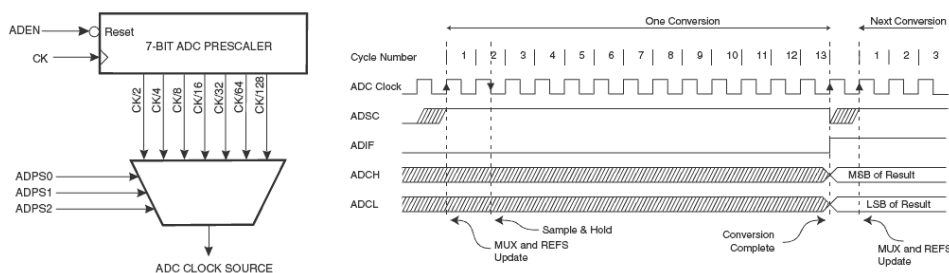 ADEN
Reset
7-BIT ADC PRESCALER
CK
CK/2
CK/4
CK/8
CK/16
CK/32
CK/64
CK/128
ADPS0
ADPS1
ADPS2
ADC CLOCK SOURCE
One Conversion
Next Conversion
Cycle Number
1 2 3 4 5 6 7 8 9 10 11 12 13 1 2 3
ADC Clock
ADSC
ADIF
ADCH
MSB of Result
ADCL
LSB of Result
Sample & Hold
MUX and REFS
Update
Conversion
Complete
MUX and REFS
Update